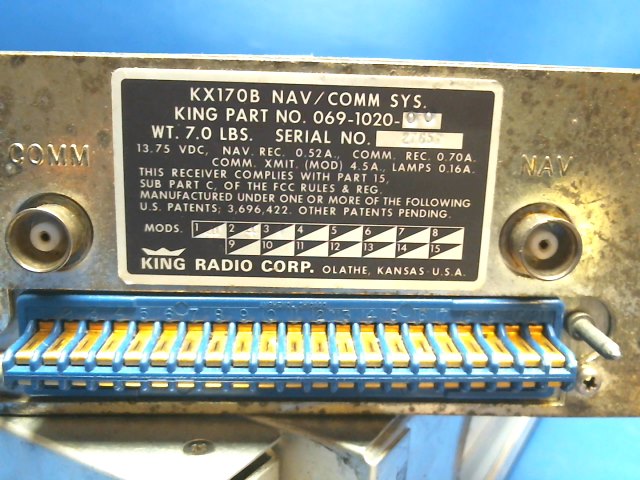 KX170B NAV/COMM SYS.
KING PART NO. 069-1020-00
WT. 7.0 LBS. SERIAL NO.
COMM
NAV
13.75 VDC, NAV REC. 0.52A., COMM. REC. 0.70A.
COMM. XMIT. (MOD) 4.5A., LAMPS 0.16A.
THIS RECEIVER COMPLIES WITH PART 15,
SUB PART C, OF THE FCC RULES & REG.
MANUFACTURED UNDER ONE OR MORE OF THE FOLLOWING
U.S. PATENTS; 3,696,422. OTHER PATENTS PENDING.
MODS. 1 2 3 4 5 6 7 8
9 10 11 12 13 14 15
KING RADIO CORP. OLATHE, KANSAS U.S.A.